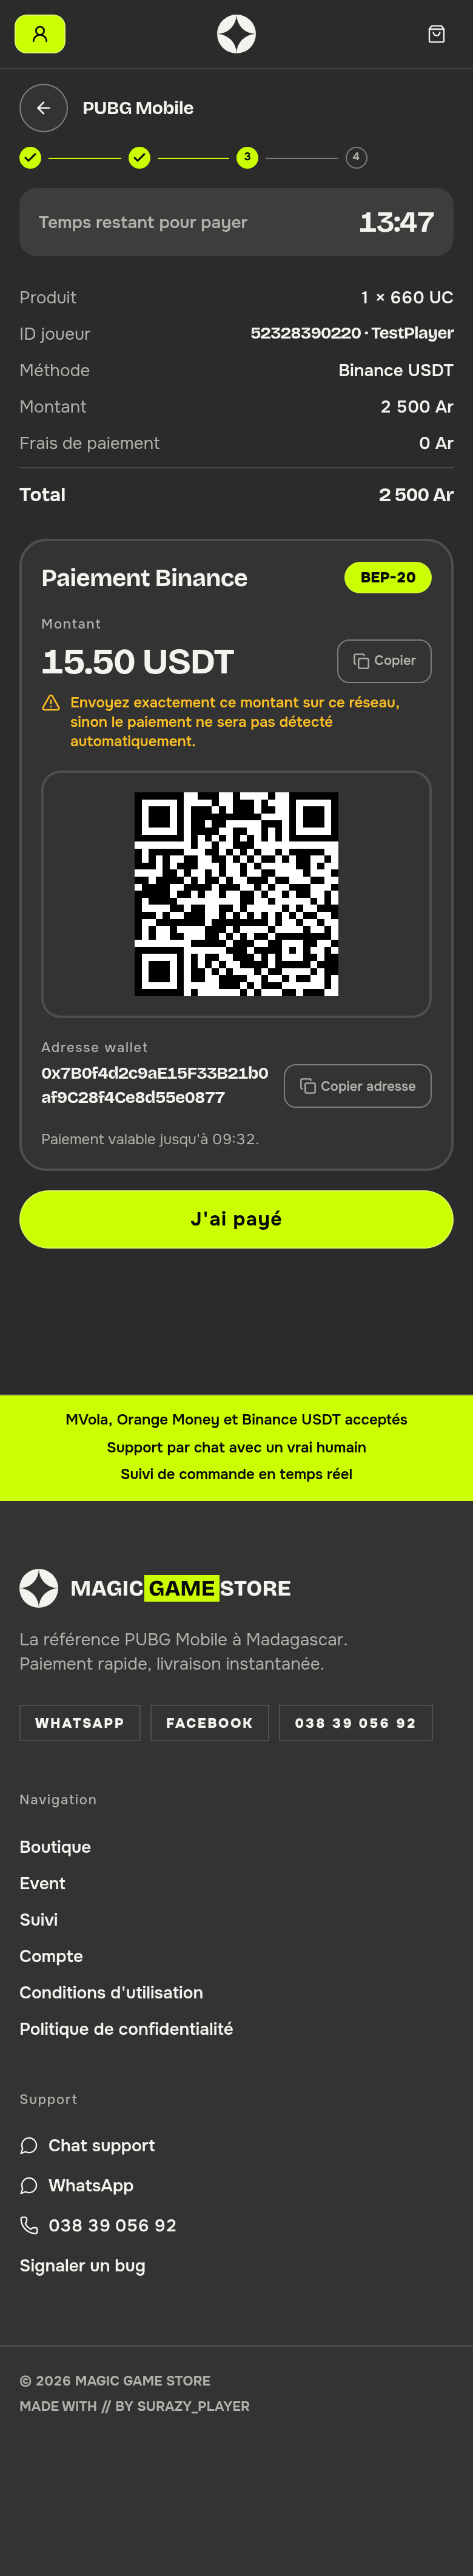 PUBG Mobile
3
4
Temps restant pour payer
13:47
Produit
1 × 660 UC
ID joueur
52328390220 · TestPlayer
Méthode
Binance USDT
Montant
2 500 Ar
Frais de paiement
0 Ar
Total
2 500 Ar
Paiement Binance
BEP-20
Montant
15.50 USDT
Copier
Envoyez exactement ce montant sur ce réseau,
sinon le paiement ne sera pas détecté
automatiquement.
Adresse wallet
0x7B0f4d2c9aE15F33B21b0
af9C28f4Ce8d55e0877
Copier adresse
Paiement valable jusqu'à 09:32.
J'ai payé
MVola, Orange Money et Binance USDT acceptés
Support par chat avec un vrai humain
Suivi de commande en temps réel
MAGIC GAME STORE
La référence PUBG Mobile à Madagascar.
Paiement rapide, livraison instantanée.
WHATSAPP
FACEBOOK
038 39 056 92
Navigation
Boutique
Event
Suivi
Compte
Conditions d'utilisation
Politique de confidentialité
Support
Chat support
WhatsApp
038 39 056 92
Signaler un bug
© 2026 MAGIC GAME STORE
MADE WITH // BY SURAZY_PLAYER